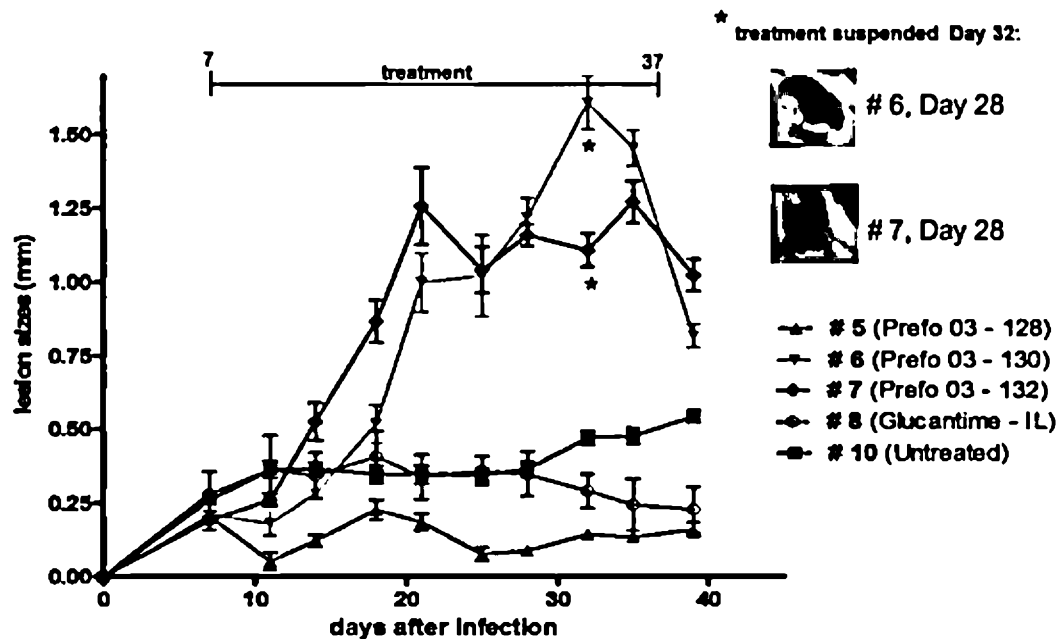 * treatment suspended Day 32:
7 treatment 37
# 6, Day 28
# 7, Day 28
lesion sizes (mm)
1.50
1.25
1.00
0.75
0.50
0.25
0.00
*
*
0 10 20 30 40
days after infection
# 5 (Prefo 03 - 128)
# 6 (Prefo 03 - 130)
# 7 (Prefo 03 - 132)
# 8 (Glucantime - IL)
# 10 (Untreated)